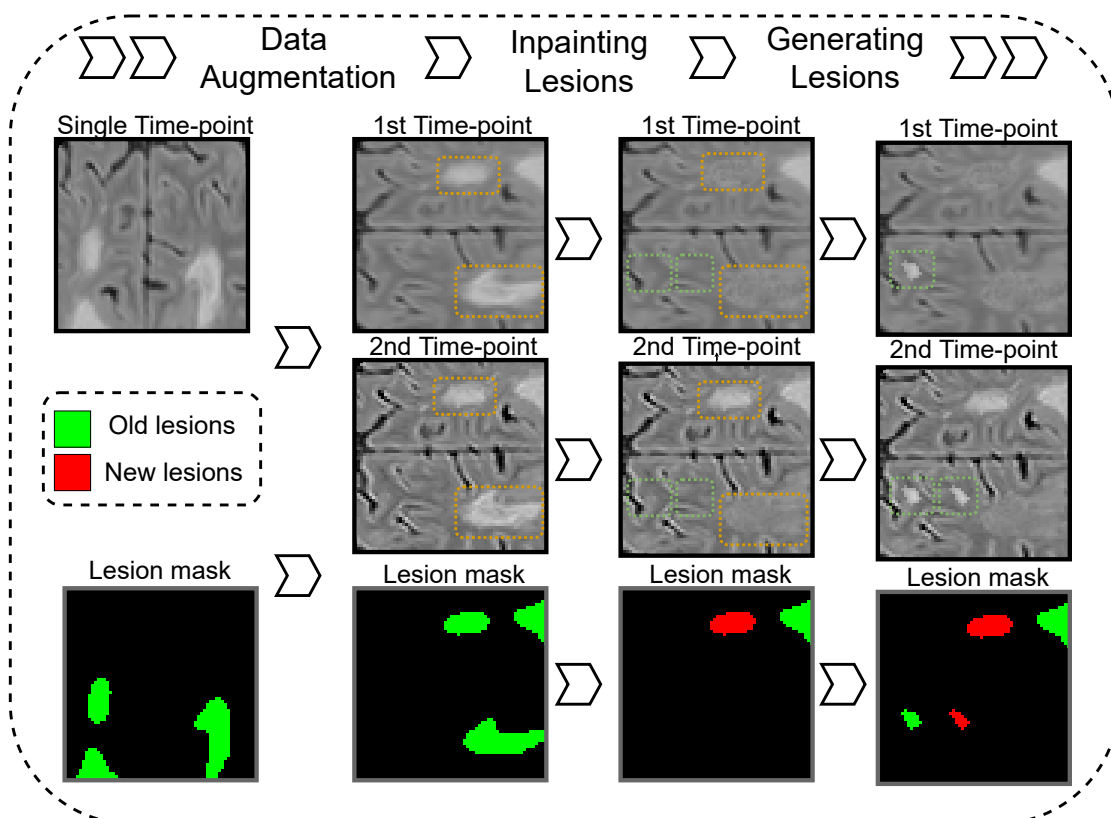 Data
Augmentation
Inpainting
Lesions
Generating
Lesions
Single Time-point
1st Time-point
1st Time-point
1st Time-point
2nd Time-point
2nd Time-point
2nd Time-point
Old lesions
New lesions
Lesion mask
Lesion mask
Lesion mask
Lesion mask